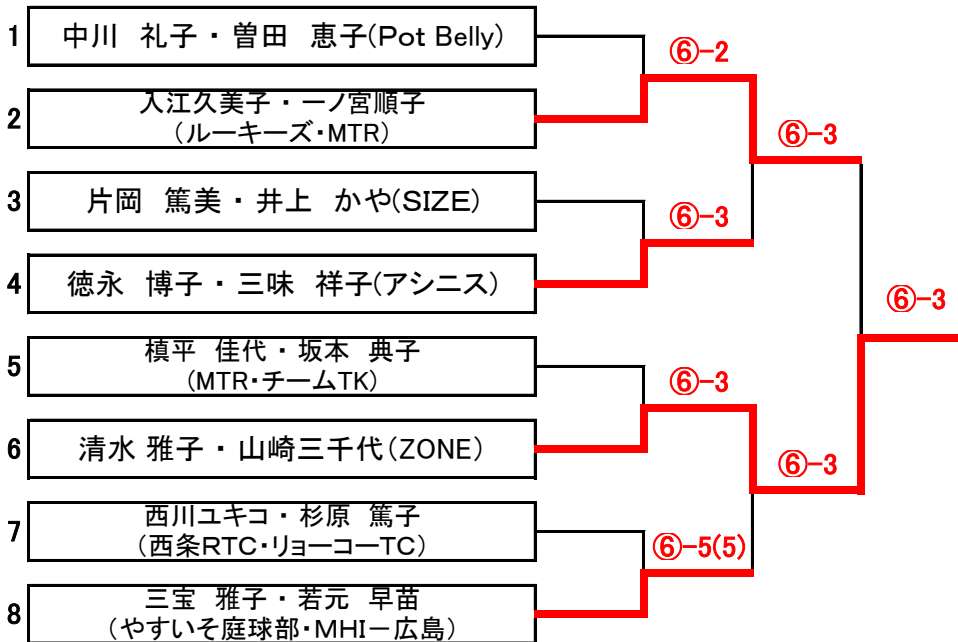 1 中川 礼子・曽田 恵子(Pot Belly)
⑥-2
2 入江久美子・一ノ宮順子
(ルーキーズ・MTR)
⑥-3
3 片岡 篤美・井上 かや(SIZE)
⑥-3
4 徳永 博子・三味 祥子(アシニス)
⑥-3
5 槙平 佳代・坂本 典子
(MTR・チームTK)
⑥-3
6 清水 雅子・山崎三千代(ZONE)
⑥-3
7 西川ユキコ・杉原 篤子
(西条RTC・リョーコーTC)
⑥-5(5)
8 三宝 雅子・若元 早苗
(やすいそ庭球部・MHI－広島)